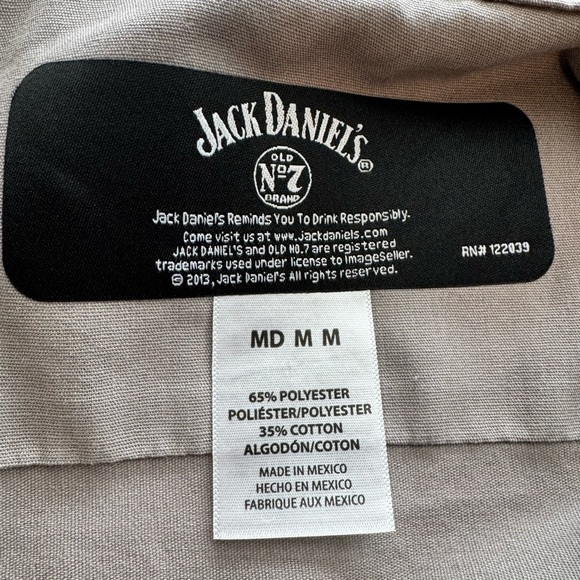 JACK DANIEL'S®
OLD
Nº7
BRAND
Jack Daniel's Reminds You To Drink Responsibly.
Come visit us at www.jackdaniels.com
JACK DANIEL'S and OLD NO.7 are registered
trademarks used under license to ImageSeller.
© 2013, Jack Daniel's All rights reserved.
RN# 122039
MD M M
65% POLYESTER
POLIÉSTER/POLYESTER
35% COTTON
ALGODÓN/COTON
MADE IN MEXICO
HECHO EN MEXICO
FABRIQUE AUX MEXICO